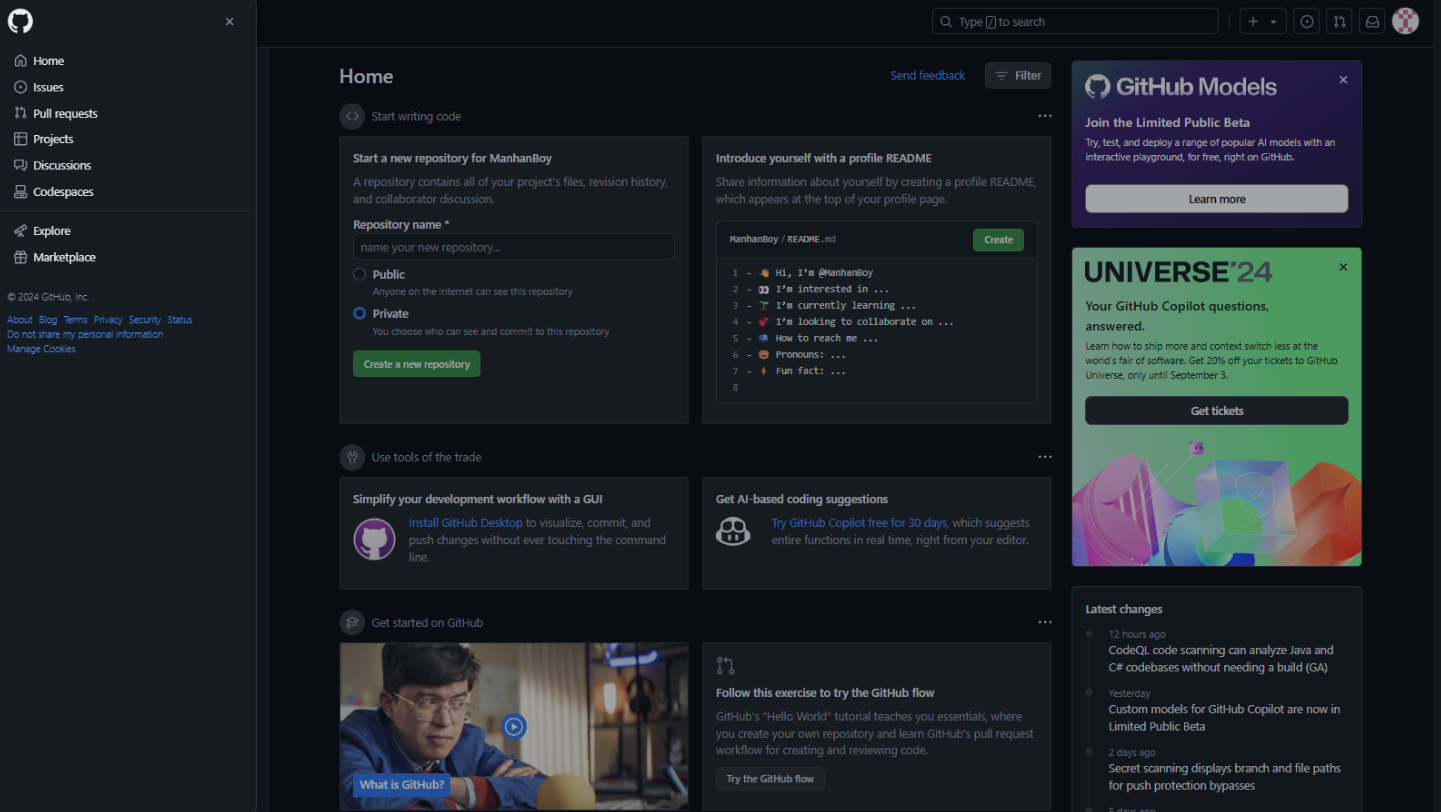 Home
Issues
Pull requests
Projects
Discussions
Codespaces
Explore
Marketplace
© 2024 GitHub, Inc.
About Blog Terms Privacy Security Status
Do not share my personal information
Manage Cookies
Type / to search
Home
Send feedback
Filter
Start writing code
Start a new repository for ManhanBoy
A repository contains all of your project's files, revision history,
and collaborator discussion.
Repository name *
name your new repository...
Public
Anyone on the internet can see this repository
Private
You choose who can see and commit to this repository
Create a new repository
Introduce yourself with a profile README
Share information about yourself by creating a profile README,
which appears at the top of your profile page.
ManhanBoy / README.md
Create
1 - 👋 Hi, I’m @ManhanBoy
2 - 👀 I’m interested in ...
3 - 🌱 I’m currently learning ...
4 - 💞️ I’m looking to collaborate on ...
5 - 📫 How to reach me ...
6 - 😄 Pronouns: ...
7 - ⚡ Fun fact: ...
8
Use tools of the trade
Simplify your development workflow with a GUI
Install GitHub Desktop to visualize, commit, and
push changes without ever touching the command
line.
Get AI-based coding suggestions
Try GitHub Copilot free for 30 days, which suggests
entire functions in real time, right from your editor.
Get started on GitHub
What is GitHub?
Follow this exercise to try the GitHub flow
GitHub's “Hello World” tutorial teaches you essentials, where
you create your own repository and learn GitHub's pull request
workflow for creating and reviewing code.
Try the GitHub flow
GitHub Models
Join the Limited Public Beta
Try, test, and deploy a range of popular AI models with an
interactive playground, for free, right on GitHub.
Learn more
UNIVERSE'24
Your GitHub Copilot questions,
answered.
Learn how to ship more and context switch less at the
world's fair of software. Get 20% off your tickets to GitHub
Universe, only until September 3.
Get tickets
Latest changes
12 hours ago
CodeQL code scanning can analyze Java and
C# codebases without needing a build (GA)
Yesterday
Custom models for GitHub Copilot are now in
Limited Public Beta
2 days ago
Secret scanning displays branch and file paths
for push protection bypasses
5 days ago